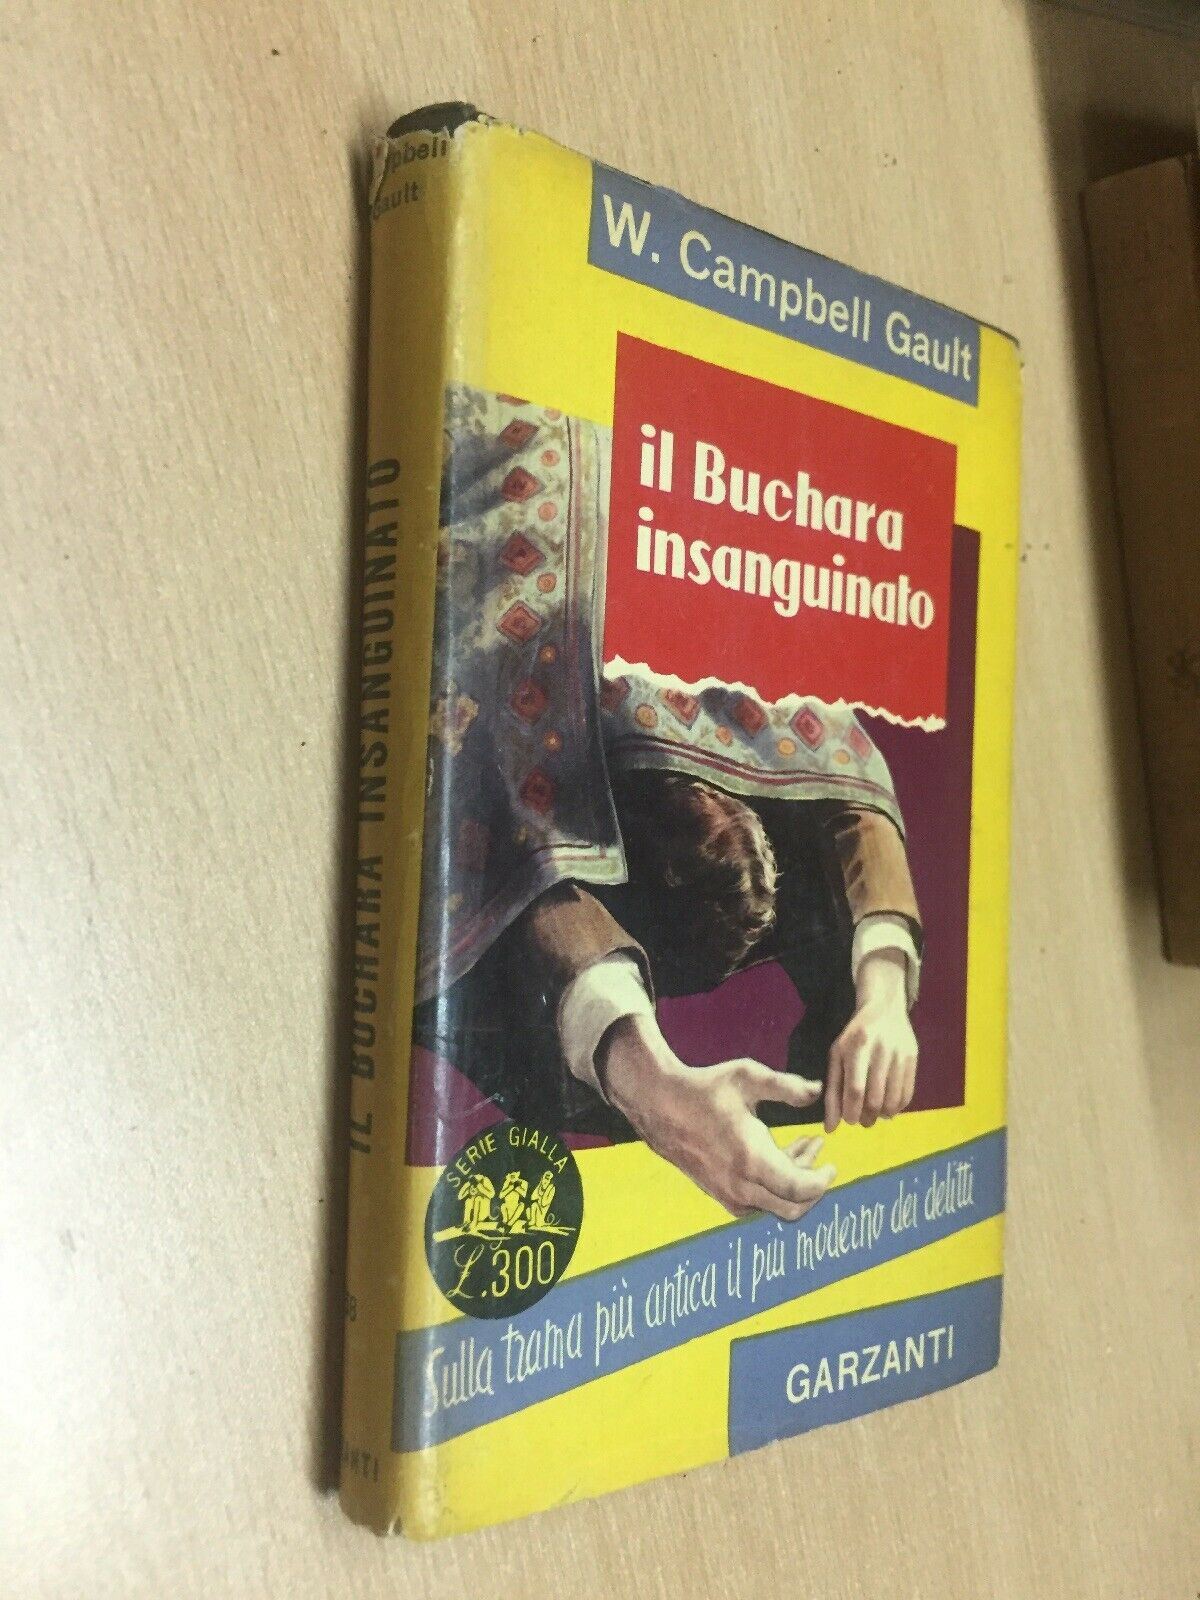 W. Campbell Gault
il Buchara
insanguinato
SERIE GIALLA
£.300
Sulla trama più antica il più moderno dei delitti
GARZANTI
Gault
IL BUCHARA INSANGUINATO